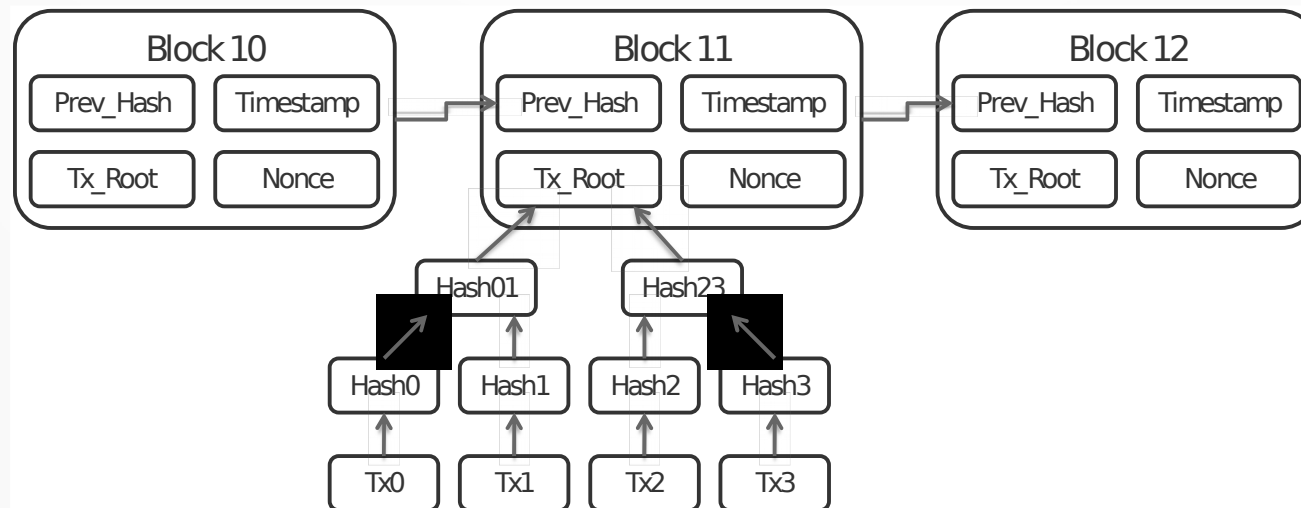 Block 10
Block 11
Block 12
Prev_Hash
Timestamp
Prev_Hash
Timestamp
Prev_Hash
Timestamp
Tx_Root
Nonce
Tx_Root
Nonce
Tx_Root
Nonce
Hash01
Hash23
Hash0
Hash1
Hash2
Hash3
Tx0
Tx1
Tx2
Tx3